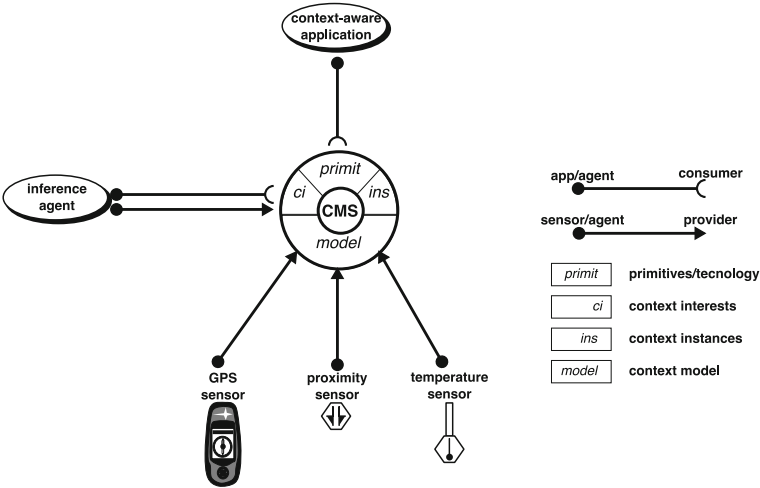 context-aware
application
inference
agent
primit
ci
ins
CMS
model
GPS
sensor
proximity
sensor
temperature
sensor
app/agent
consumer
sensor/agent
provider
primit
primitives/tecnology
ci
context interests
ins
context instances
model
context model